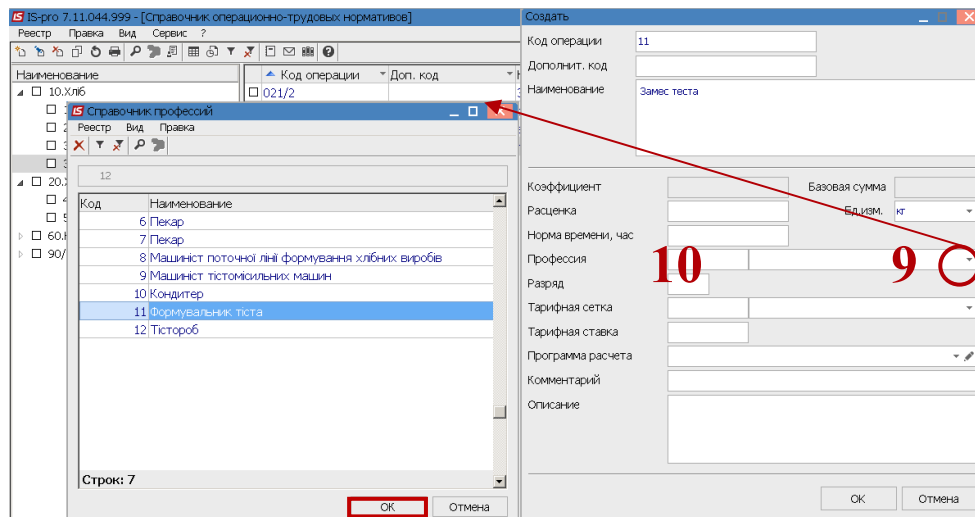 IS-pro 7.11.044.999 - [Справочник операционно-трудовых нормативов]
Реестр Правка Вид Сервис ?
Наименование
10.Хліб
20.
60.
90/
Код операции Доп. код
021/2
Справочник профессий
Реестр Вид Правка
12
Код Наименование
6 Пекар
7 Пекар
8 Машиніст поточної лінії формування хлібних виробів
9 Машиніст тістомісильних машин
10 Кондитер
11 Формувальник тіста
12 Тістороб
Строк: 7
OK Отмена
Создать
Код операции 11
Дополнит. код
Наименование Замес теста
Коэффициент Базовая сумма
Расценка Ед.изм. кг
Норма времени, час
Профессия 10 9
Разряд
Тарифная сетка
Тарифная ставка
Программа расчета
Комментарий
Описание
OK Отмена